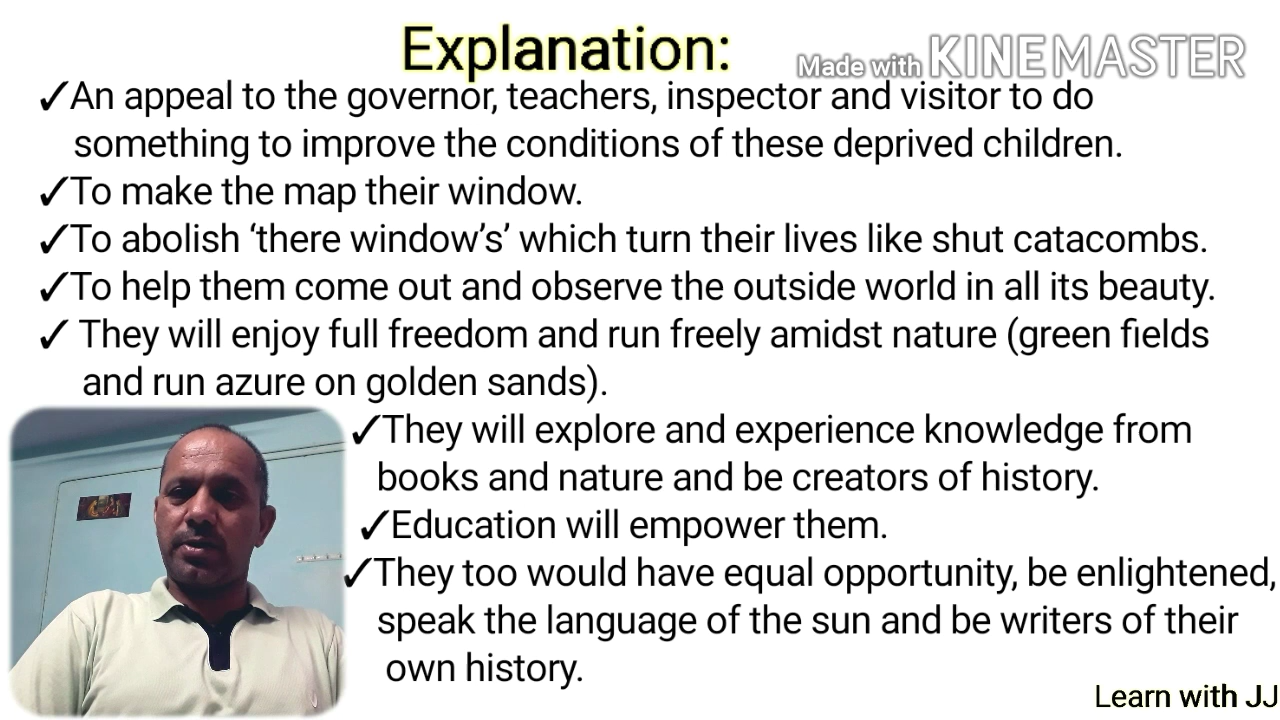 Explanation:
Made with KINEMASTER
✓An appeal to the governor, teachers, inspector and visitor to do
something to improve the conditions of these deprived children.
✓To make the map their window.
✓To abolish ‘there window’s’ which turn their lives like shut catacombs.
✓To help them come out and observe the outside world in all its beauty.
✓ They will enjoy full freedom and run freely amidst nature (green fields
and run azure on golden sands).
✓They will explore and experience knowledge from
books and nature and be creators of history.
✓Education will empower them.
✓They too would have equal opportunity, be enlightened,
speak the language of the sun and be writers of their
own history.
Learn with JJ